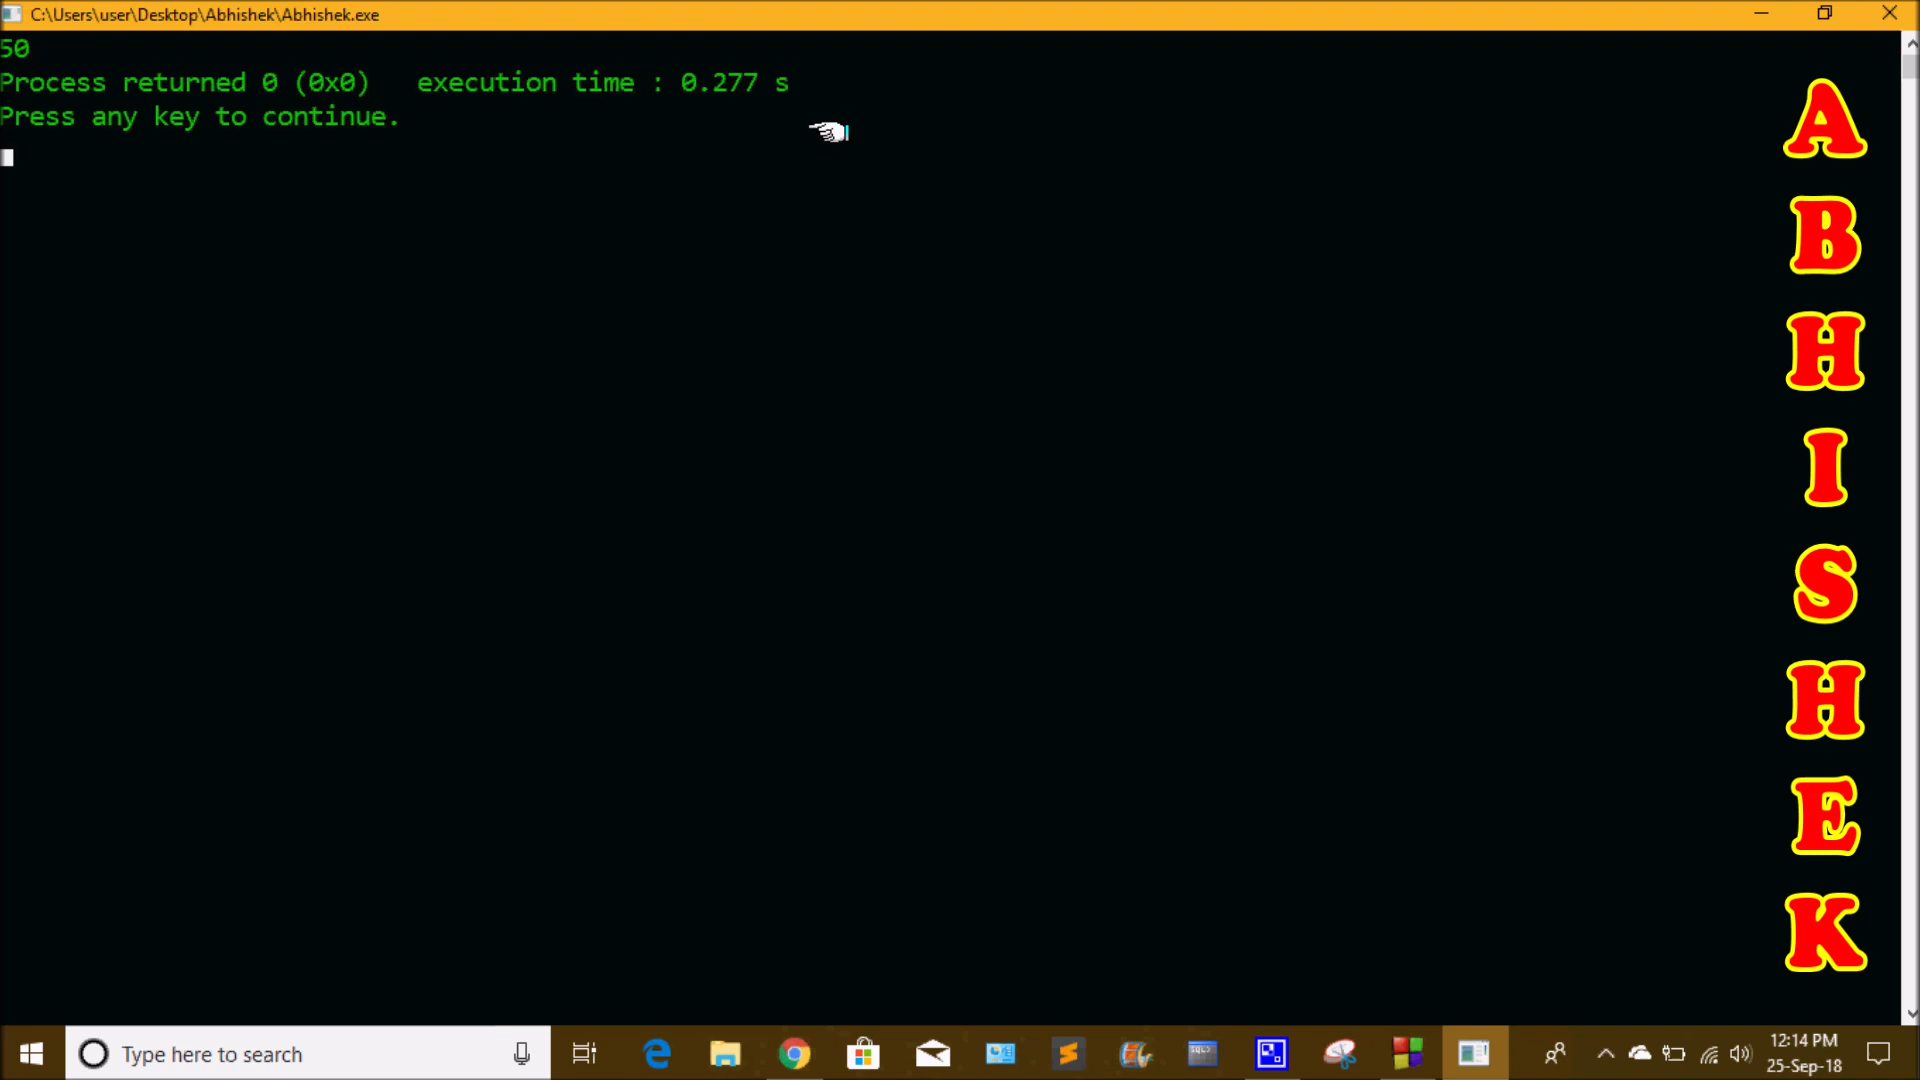 C:\Users\user\Desktop\Abhishek\Abhishek.exe
50
Process returned 0 (0x0)   execution time : 0.277 s
Press any key to continue.
A
B
H
I
S
H
E
K
Type here to search
12:14 PM
25-Sep-18